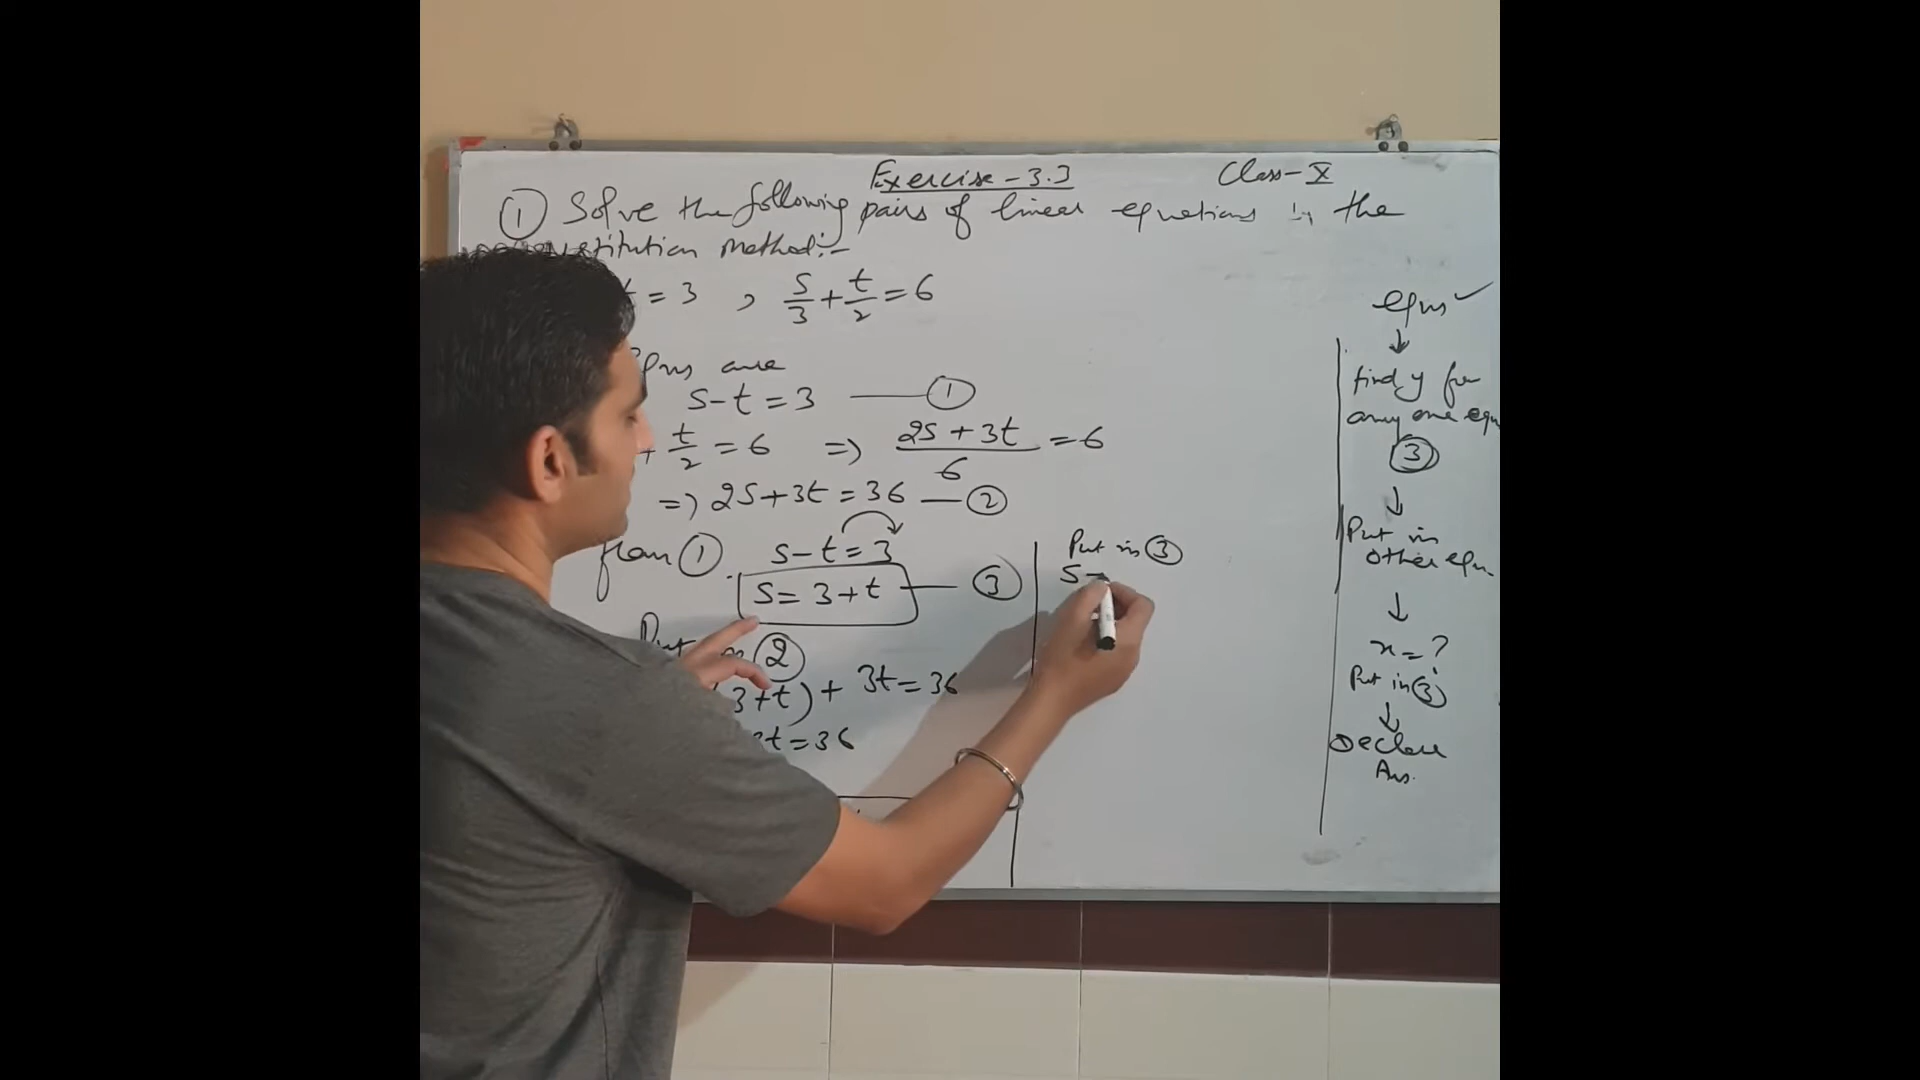 Exercise-3.3 Class-X
① Solve the following pairs of linear equations by the
stitution method:-
t = 3 , s/3 + t/2 = 6
are
s-t = 3 —— ①
+ t/2 = 6 => (2s + 3t)/6 = 6
=> 2s+3t = 36 — ②
from ① s-t = 3
s = 3+t — ③
Put ②
3+t) + 3t = 36
t = 36
Put in ③
s
eqns ✓
↓
find y from
any one eqn
③
↓
Put in
other eqn.
↓
x = ?
Put in ③
↓
Declare
Ans.